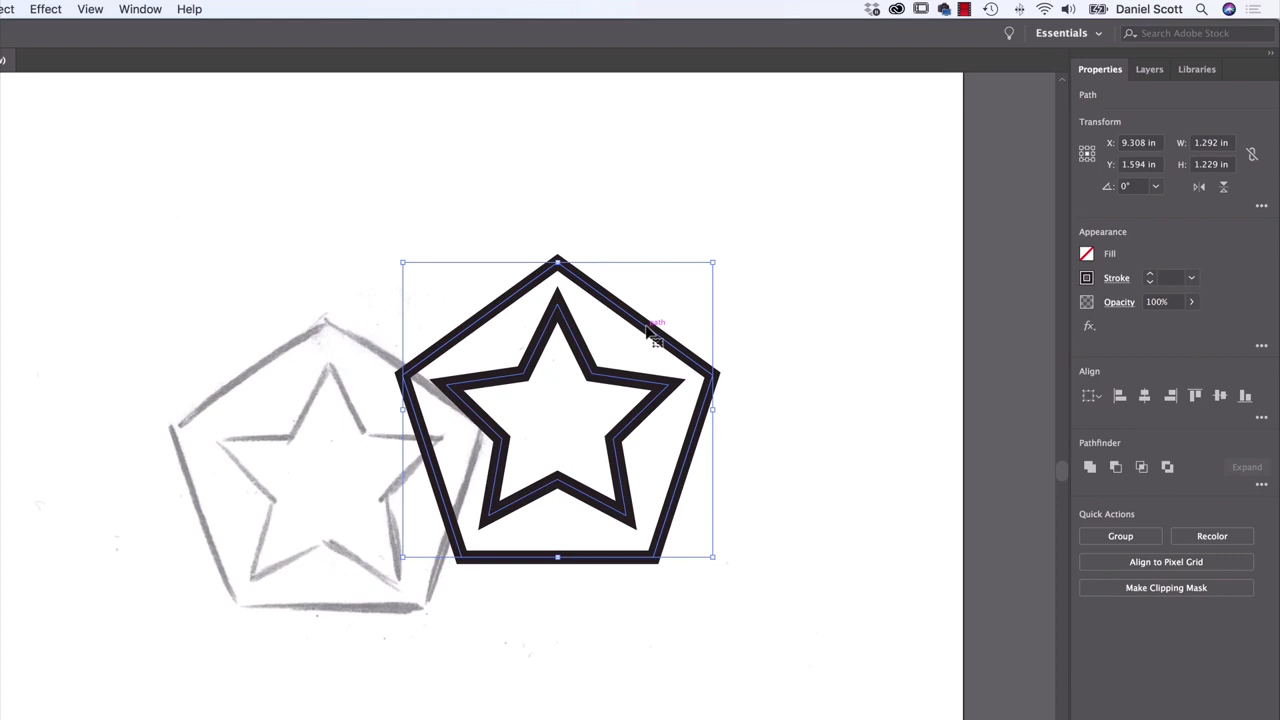 ect Effect View Window Help Daniel Scott
Essentials Search Adobe Stock
w)
Properties Layers Libraries
Path
Transform
X: 9.308 in W: 1.292 in
Y: 1.594 in H: 1.229 in
0°
Appearance
Fill
Stroke
Opacity 100%
fx.
path
Align
Pathfinder
Expand
Quick Actions
Group Recolor
Align to Pixel Grid
Make Clipping Mask